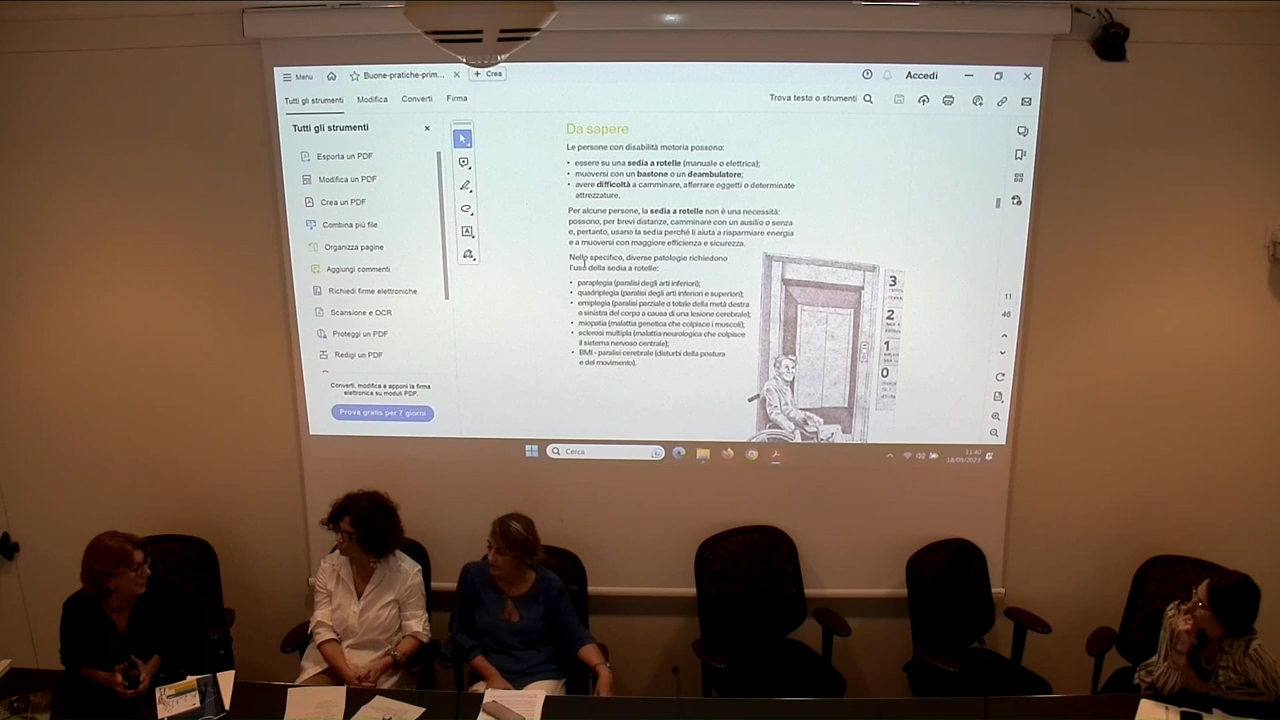 Menu
Buone-pratiche-prim...
Crea
Accedi
Tutti gli strumenti
Modifica
Converti
Firma
Trova testo o strumenti
Tutti gli strumenti
Esporta un PDF
Modifica un PDF
Crea un PDF
Combina più file
Organizza pagine
Aggiungi commenti
Richiedi firme elettroniche
Scansione e OCR
Proteggi un PDF
Redigi un PDF
Converti, modifica e apponi la firma
elettronica su moduli PDF.
Prova gratis per 7 giorni
Da sapere
Le persone con disabilità motoria possono:
• essere su una sedia a rotelle (manuale o elettrica);
• muoversi con un bastone o un deambulatore;
• avere difficoltà a camminare, afferrare oggetti o determinate
attrezzature.
Per alcune persone, la sedia a rotelle non è una necessità:
possono, per brevi distanze, camminare con un ausilio o senza
e, pertanto, usano la sedia perché li aiuta a risparmiare energia
e a muoversi con maggiore efficienza e sicurezza.
Nello specifico, diverse patologie richiedono
l'uso della sedia a rotelle:
• paraplegia (paralisi degli arti inferiori);
• quadriplegia (paralisi degli arti inferiori e superiori);
• emiplegia (paralisi parziale o totale della metà destra
o sinistra del corpo a causa di una lesione cerebrale);
• miopatia (malattia genetica che colpisce i muscoli);
• sclerosi multipla (malattia neurologica che colpisce
il sistema nervoso centrale);
• BMI - paralisi cerebrale (disturbi della postura
e del movimento).
3
2
1
0
11
46
Cerca
11:40
18/09/2023